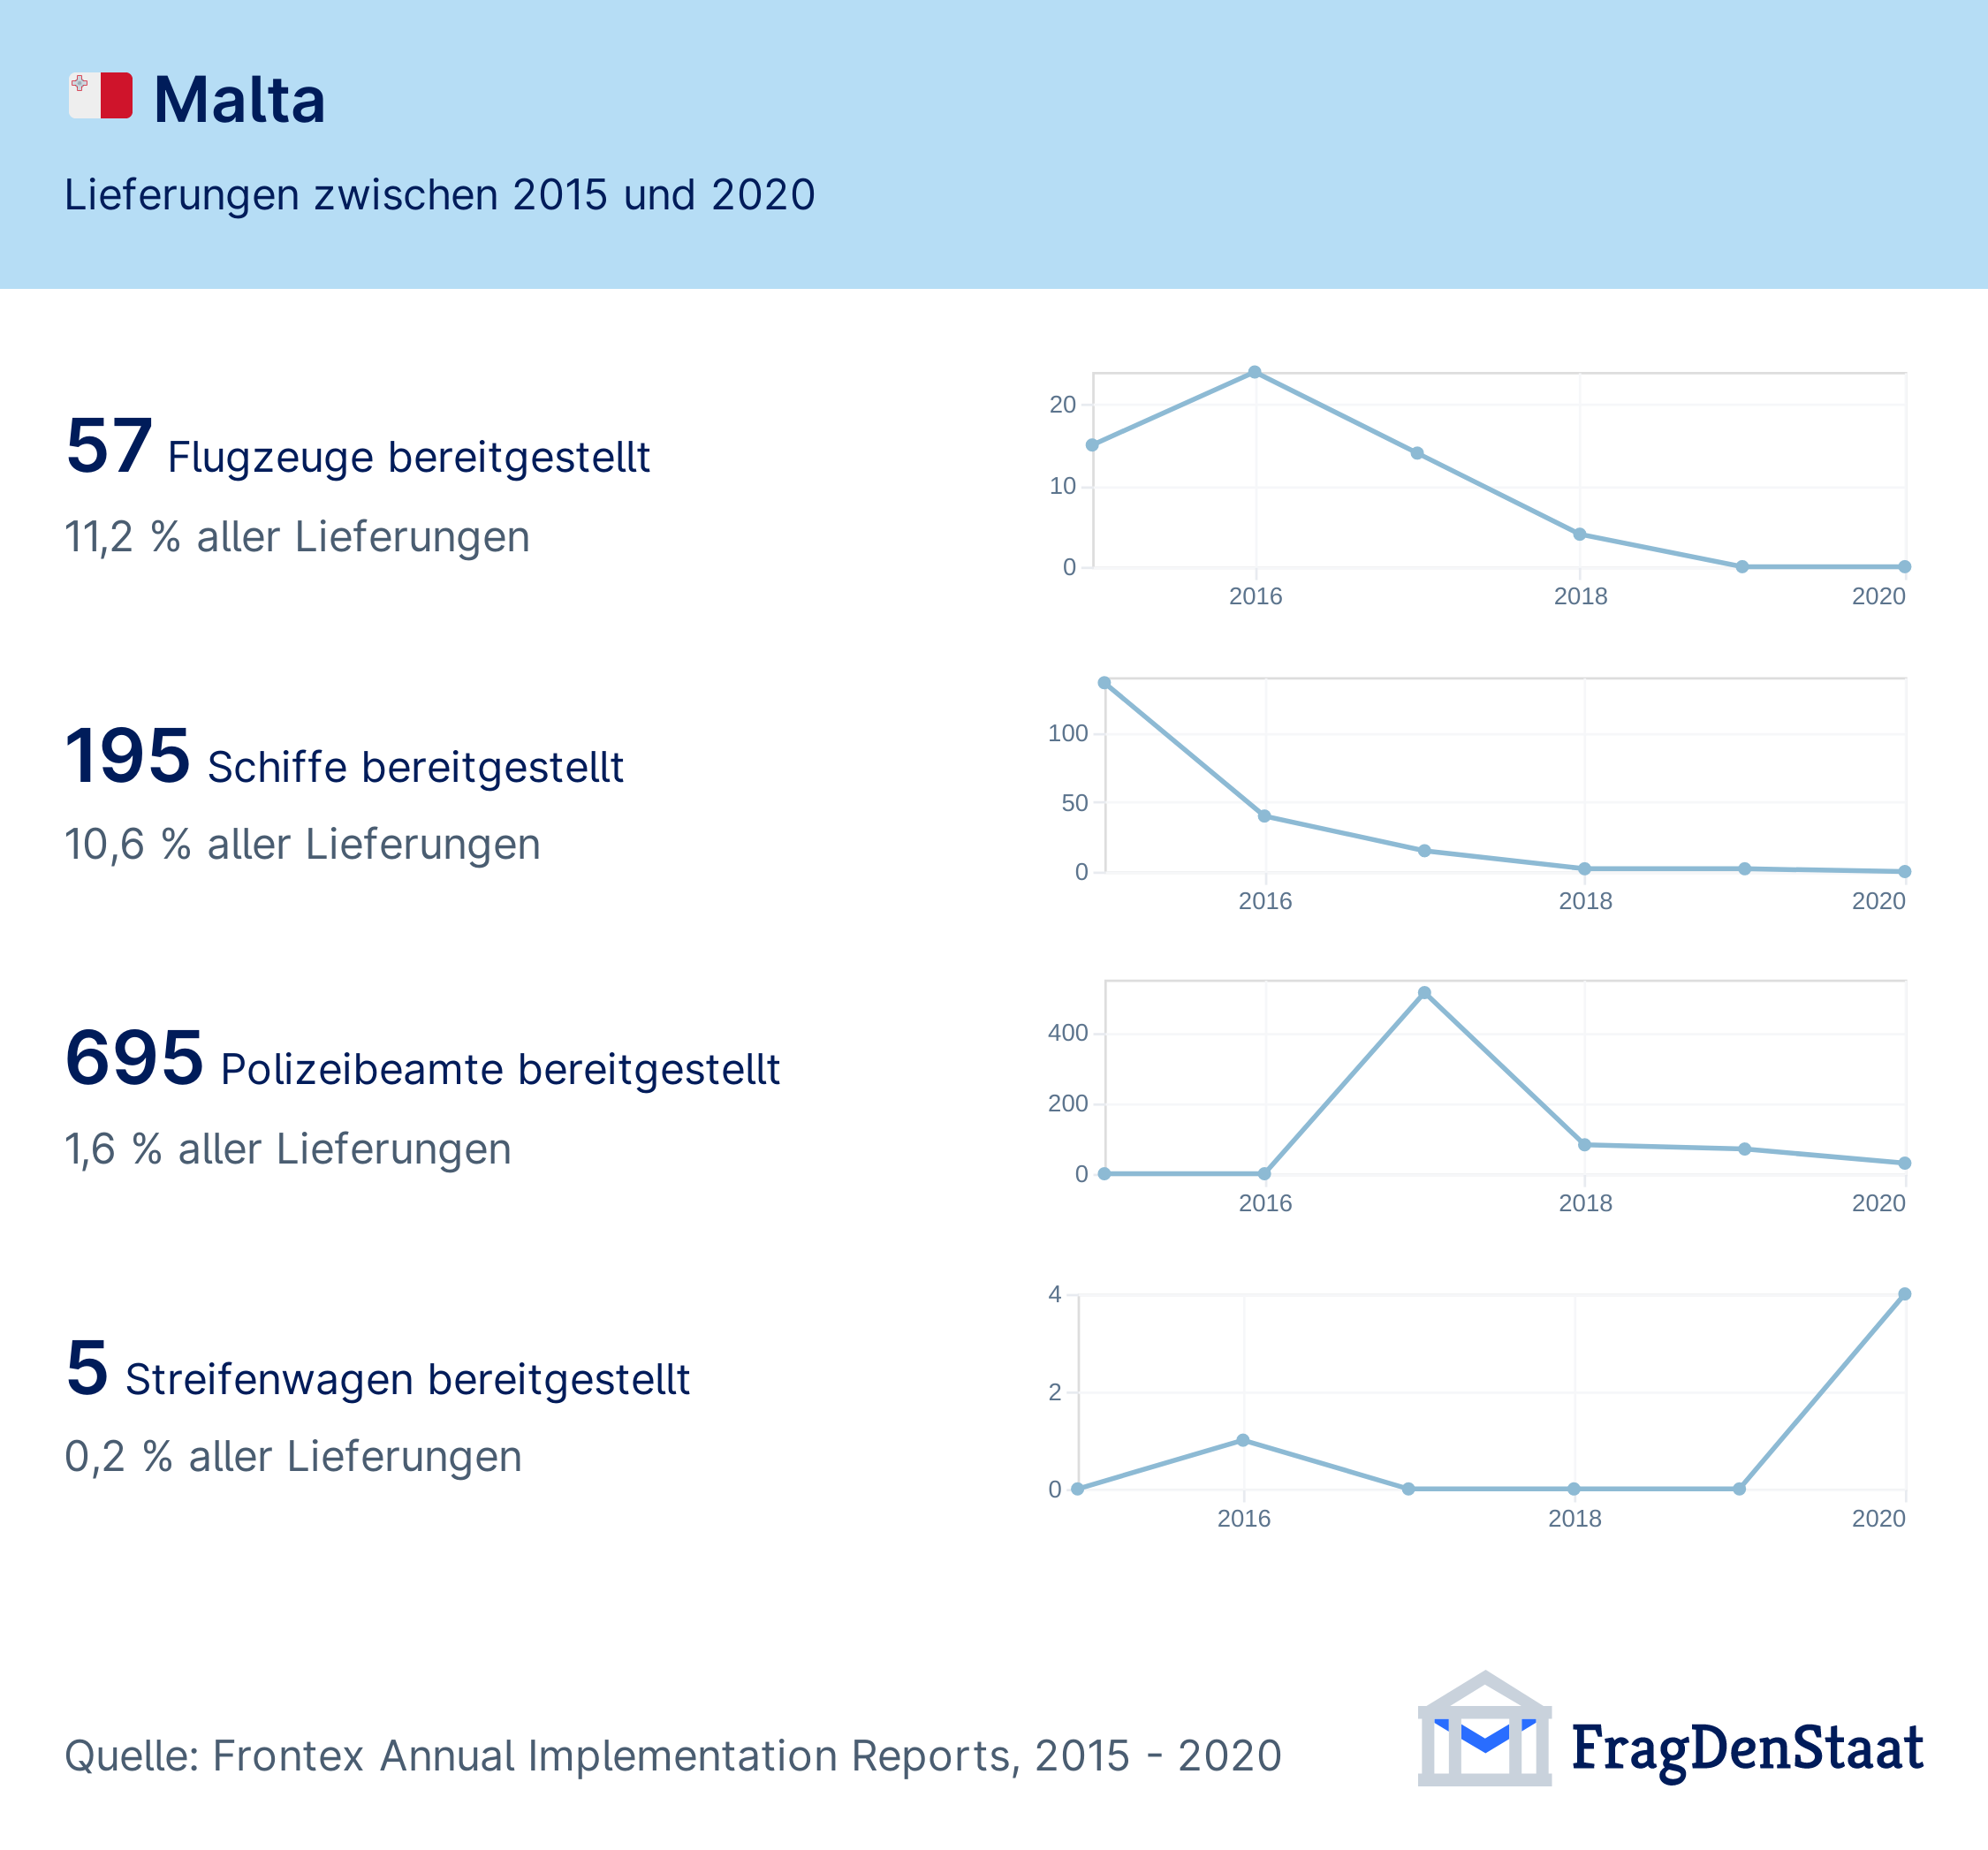 Malta
Lieferungen zwischen 2015 und 2020
57 Flugzeuge bereitgestellt
11,2 % aller Lieferungen
20
10
0
2016 2018 2020
195 Schiffe bereitgestellt
10,6 % aller Lieferungen
100
50
0
2016 2018 2020
695 Polizeibeamte bereitgestellt
1,6 % aller Lieferungen
400
200
0
2016 2018 2020
5 Streifenwagen bereitgestellt
0,2 % aller Lieferungen
4
2
0
2016 2018 2020
Quelle: Frontex Annual Implementation Reports, 2015 - 2020
FragDenStaat